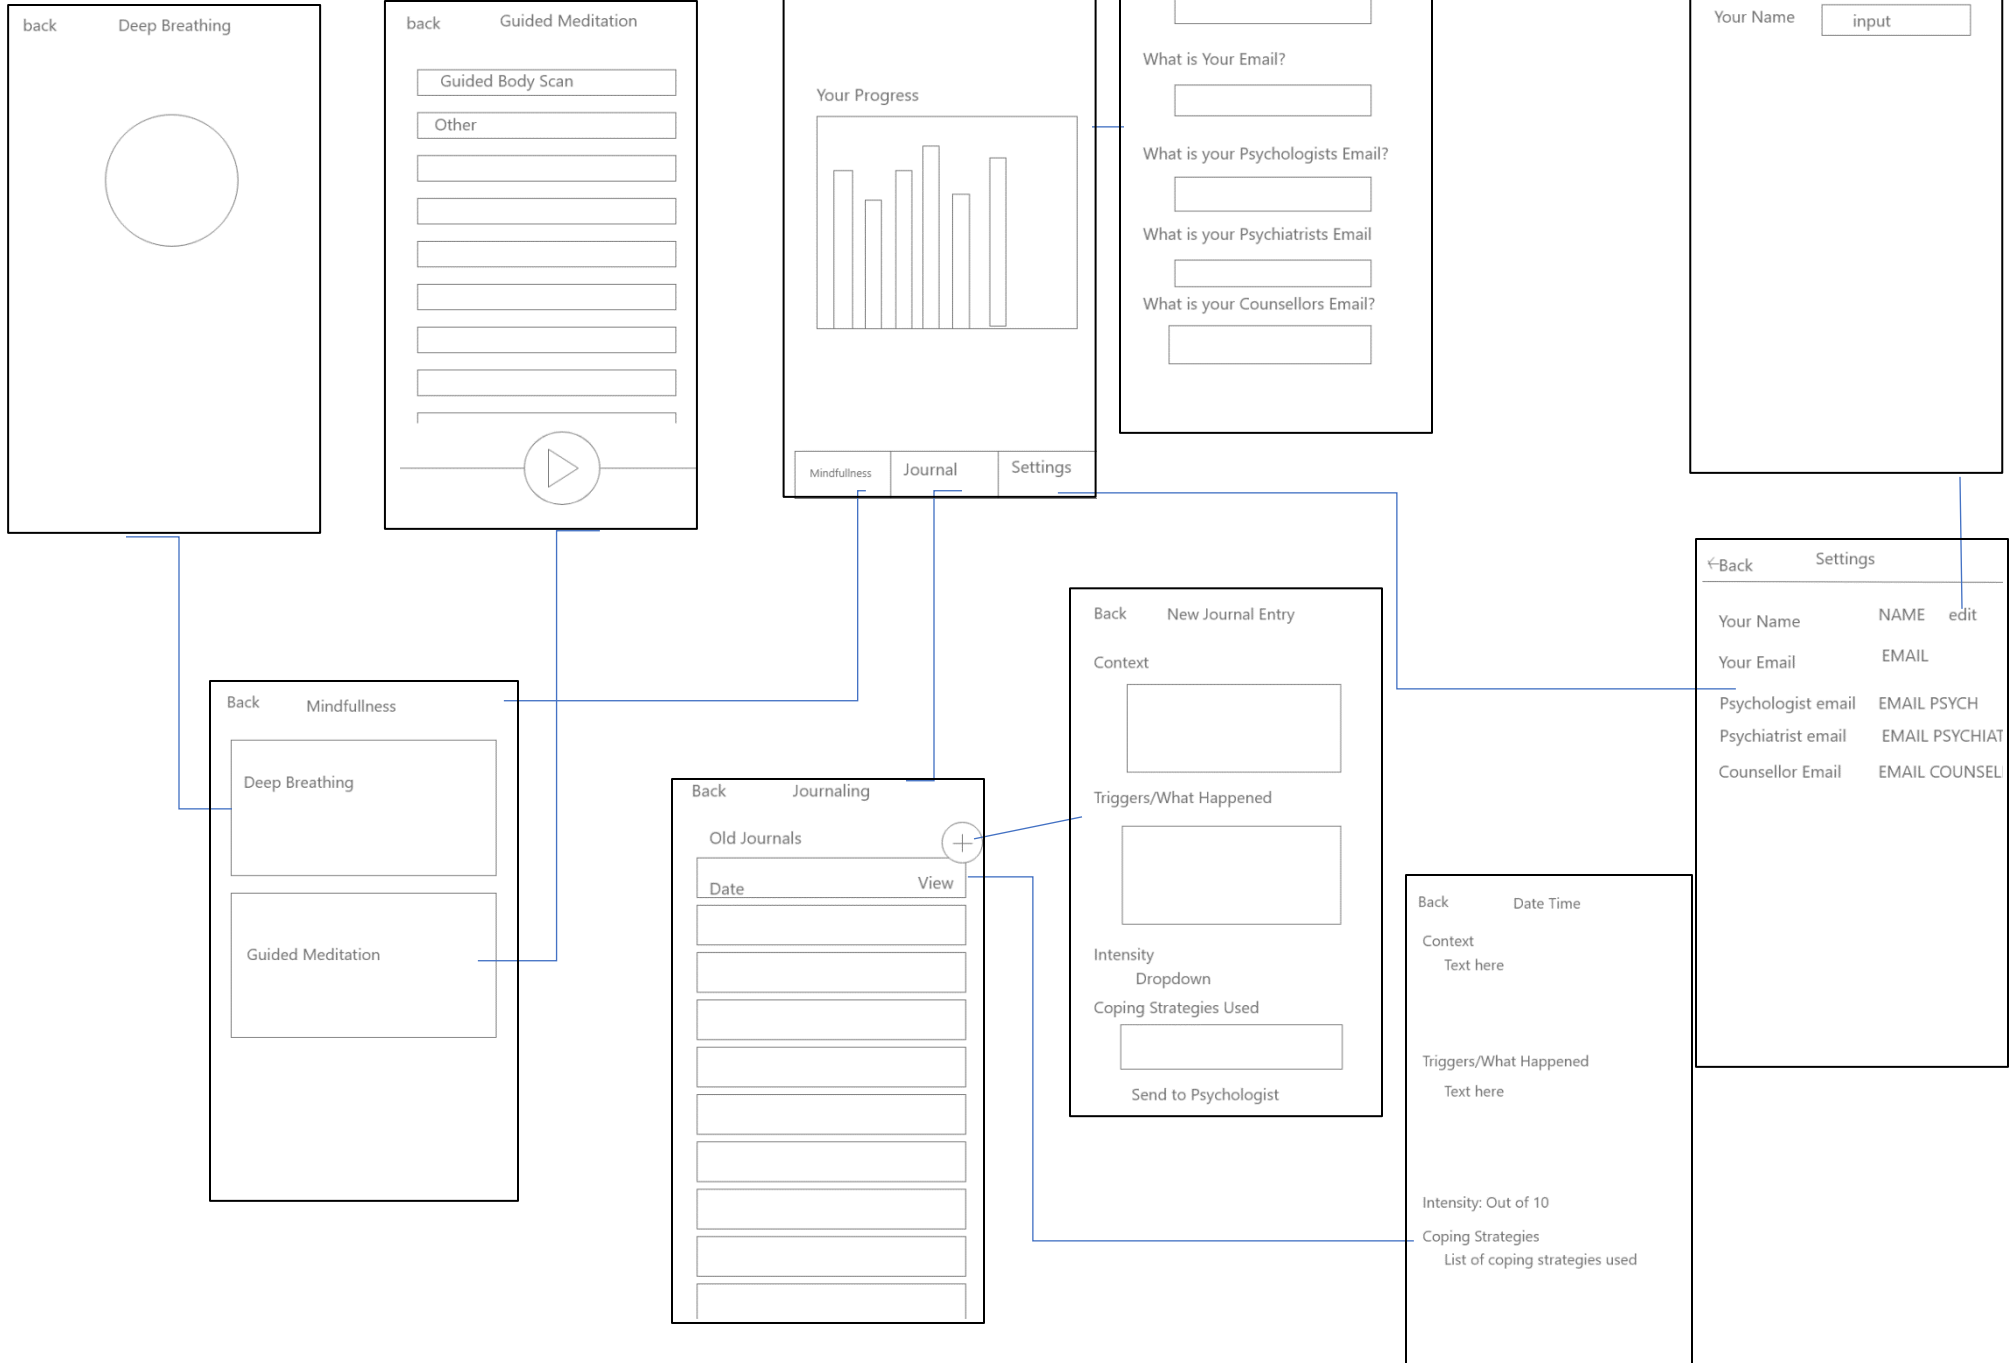 back
Deep Breathing
back
Guided Meditation
Guided Body Scan
Other
Your Progress
Mindfullness
Journal
Settings
What is Your Email?
What is your Psychologists Email?
What is your Psychiatrists Email
What is your Counsellors Email?
Your Name
input
Back
Mindfullness
Deep Breathing
Guided Meditation
Back
Journaling
Old Journals
Date
View
Back
New Journal Entry
Context
Triggers/What Happened
Intensity
Dropdown
Coping Strategies Used
Send to Psychologist
Back
Date Time
Context
Text here
Triggers/What Happened
Text here
Intensity: Out of 10
Coping Strategies
List of coping strategies used
Back
Settings
Your Name
NAME
edit
Your Email
EMAIL
Psychologist email
EMAIL PSYCH
Psychiatrist email
EMAIL PSYCHIAT
Counsellor Email
EMAIL COUNSEL